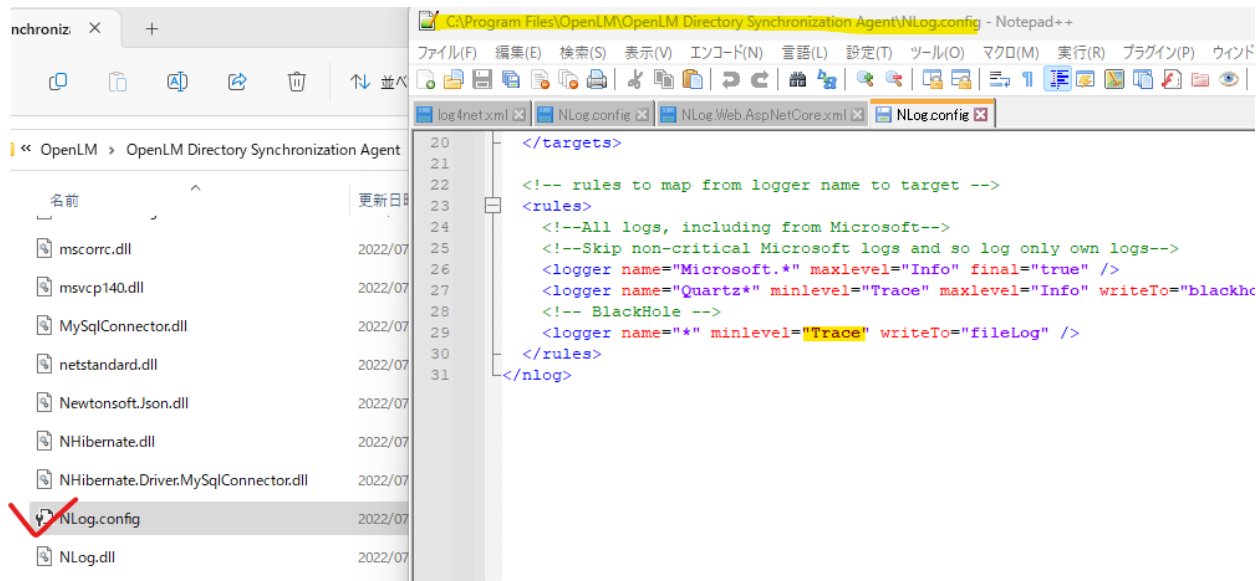 nchroniz
並べ
« OpenLM > OpenLM Directory Synchronization Agent
名前
更新日
mscorrc.dll
2022/07
msvcp140.dll
2022/07
MySqlConnector.dll
2022/07
netstandard.dll
2022/07
Newtonsoft.Json.dll
2022/07
NHibernate.dll
2022/07
NHibernate.Driver.MySqlConnector.dll
2022/07
NLog.config
2022/07
NLog.dll
2022/07
C:\Program Files\OpenLM\OpenLM Directory Synchronization Agent\NLog.config - Notepad++
ファイル(F) 編集(E) 検索(S) 表示(V) エンコード(N) 言語(L) 設定(T) ツール(O) マクロ(M) 実行(R) プラグイン(P) ウィンド
log4net.xml NLog.config NLog.Web.AspNetCore.xml NLog.config
20 </targets>
21
22 <!-- rules to map from logger name to target -->
23 <rules>
24 <!--All logs, including from Microsoft-->
25 <!--Skip non-critical Microsoft logs and so log only own logs-->
26 <logger name="Microsoft.*" maxlevel="Info" final="true" />
27 <logger name="Quartz*" minlevel="Trace" maxlevel="Info" writeTo="blackho
28 <!-- BlackHole -->
29 <logger name="*" minlevel="Trace" writeTo="fileLog" />
30 </rules>
31 </nlog>